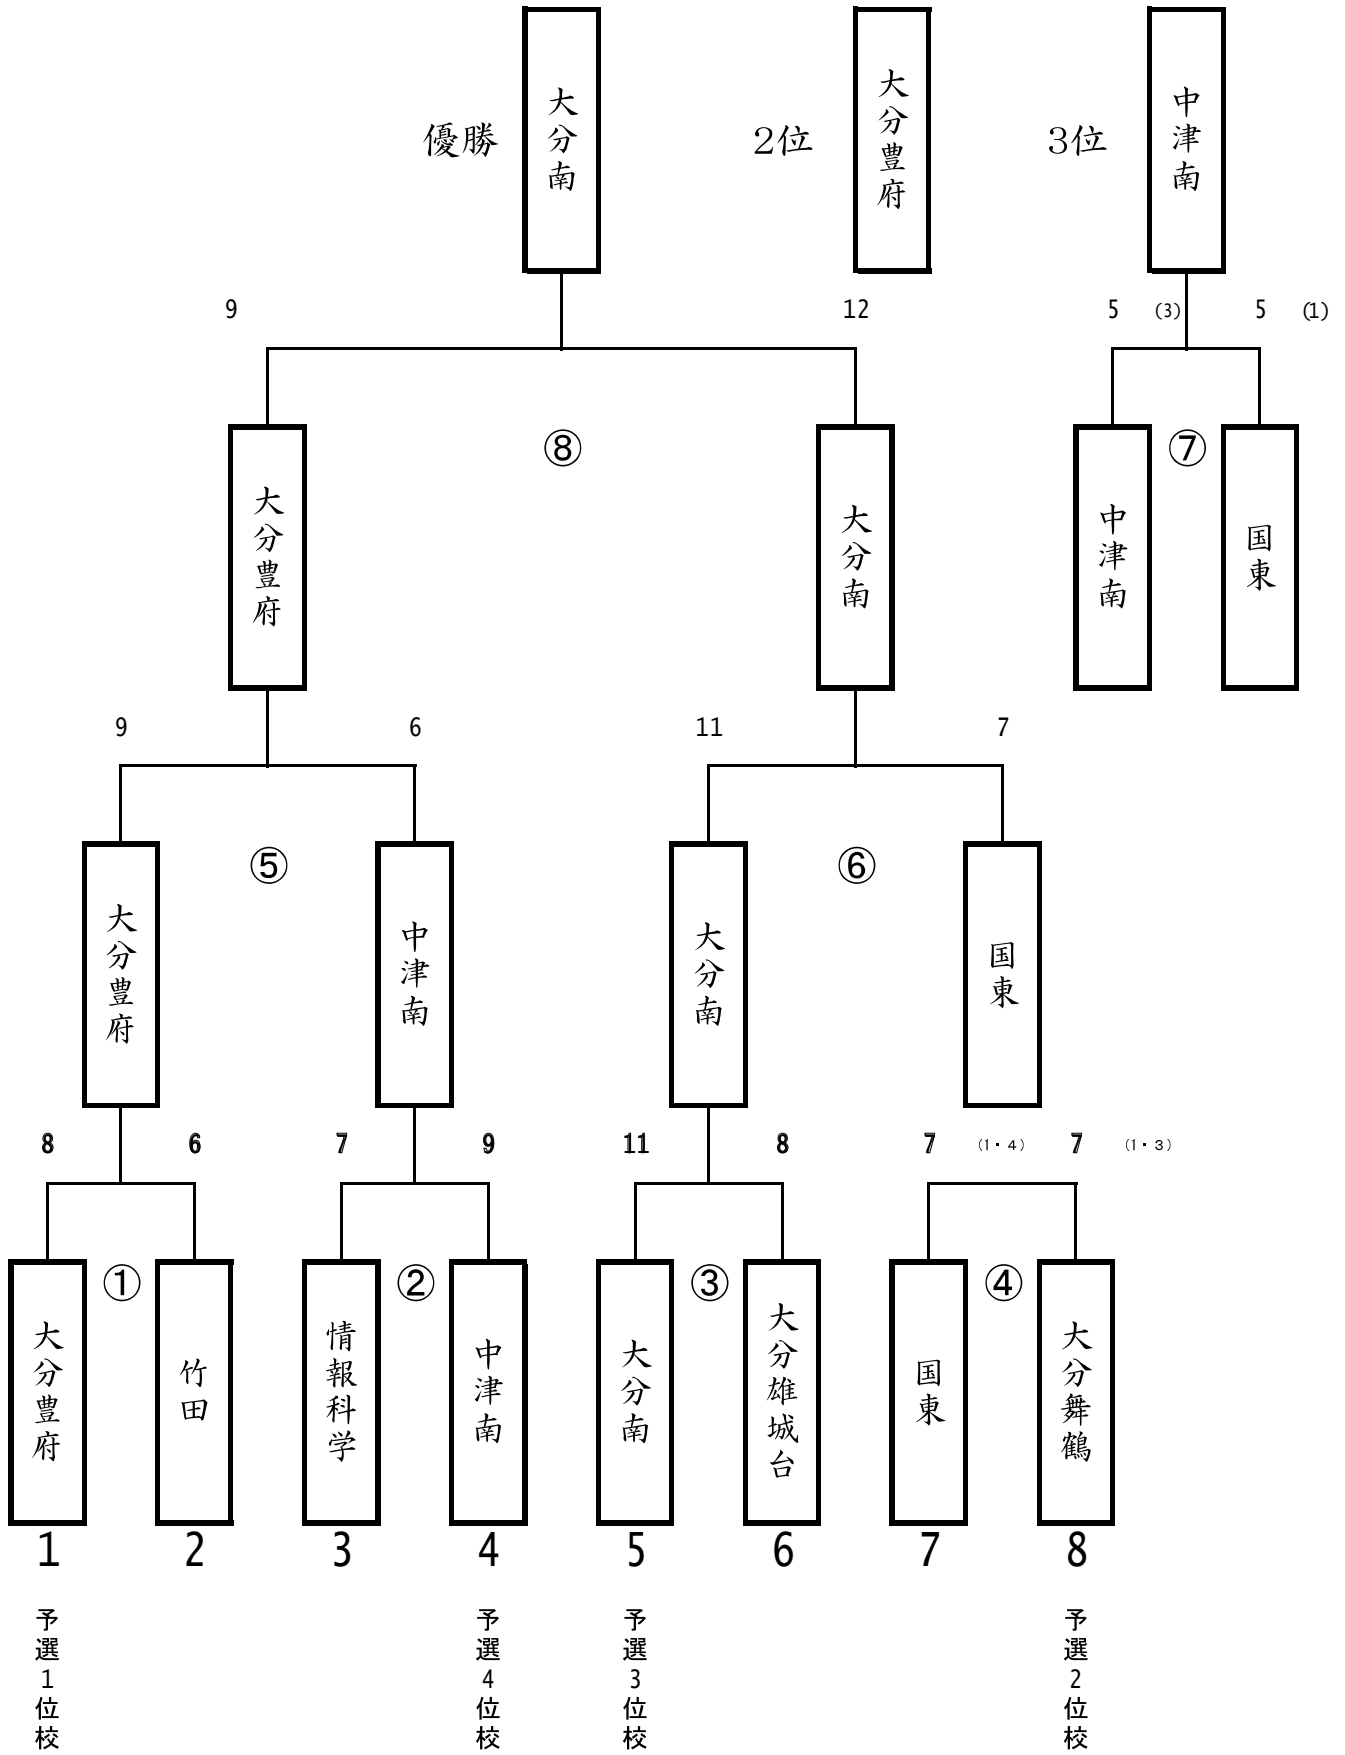 優勝
大分南
2位
大分豊府
3位
中津南
9
12
5 (3)
5 (1)
大分豊府
⑧
大分南
中津南
⑦
国東
9
6
11
7
大分豊府
⑤
中津南
大分南
⑥
国東
8
6
7
9
11
8
7 (1・4)
7 (1・3)
大分豊府
①
竹田
情報科学
②
中津南
大分南
③
大分雄城台
国東
④
大分舞鶴
1
2
3
4
5
6
7
8
予選1位校
予選4位校
予選3位校
予選2位校